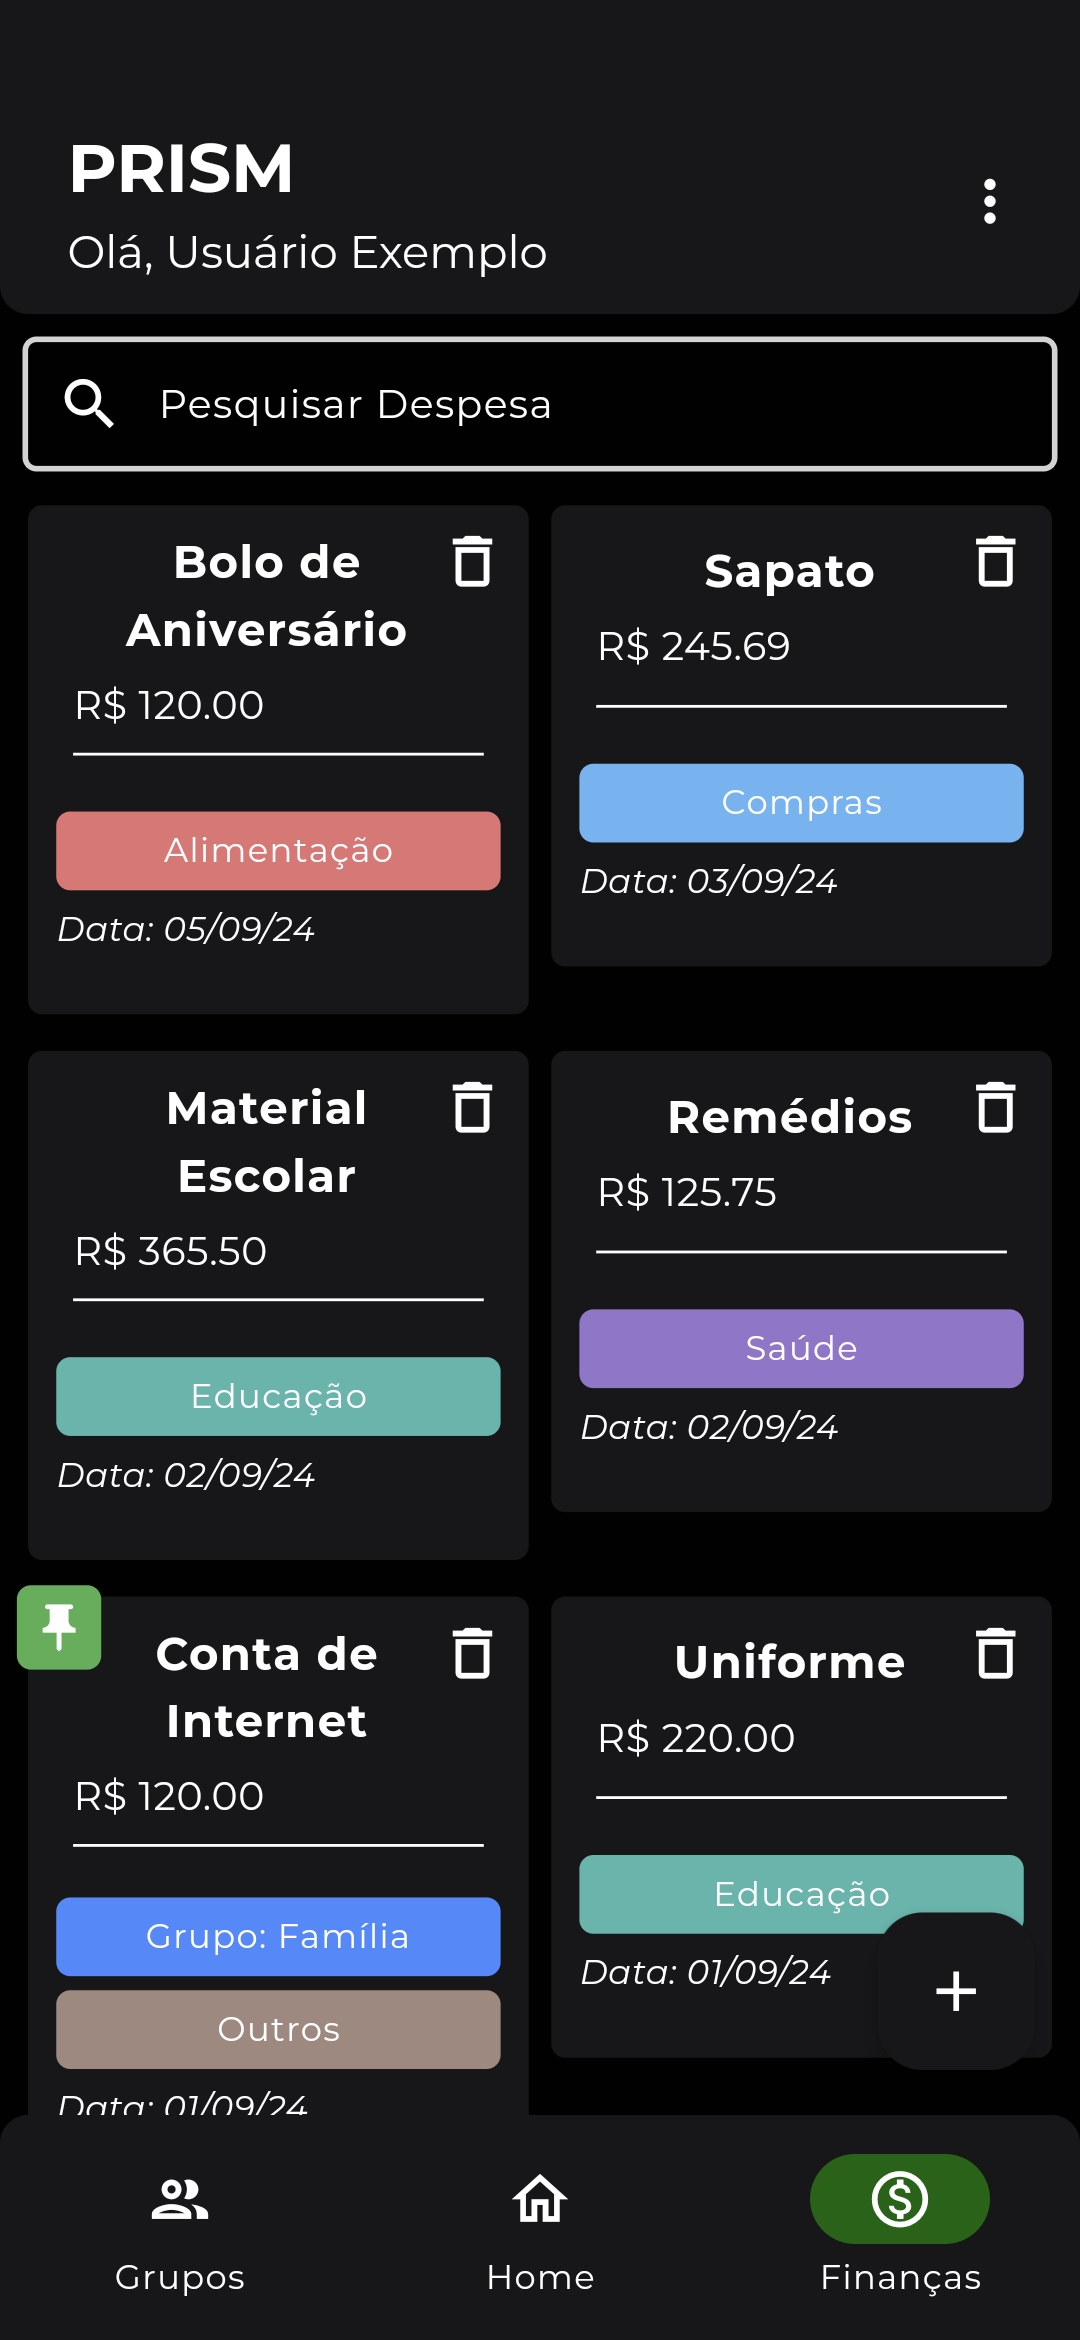 PRISM
Olá, Usuário Exemplo
Pesquisar Despesa
Bolo de
Aniversário
R$ 120.00
Alimentação
Data: 05/09/24
Sapato
R$ 245.69
Compras
Data: 03/09/24
Material
Escolar
R$ 365.50
Educação
Data: 02/09/24
Remédios
R$ 125.75
Saúde
Data: 02/09/24
Conta de
Internet
R$ 120.00
Grupo: Família
Outros
Data: 01/09/24
Uniforme
R$ 220.00
Educação
Data: 01/09/24
Grupos
Home
Finanças